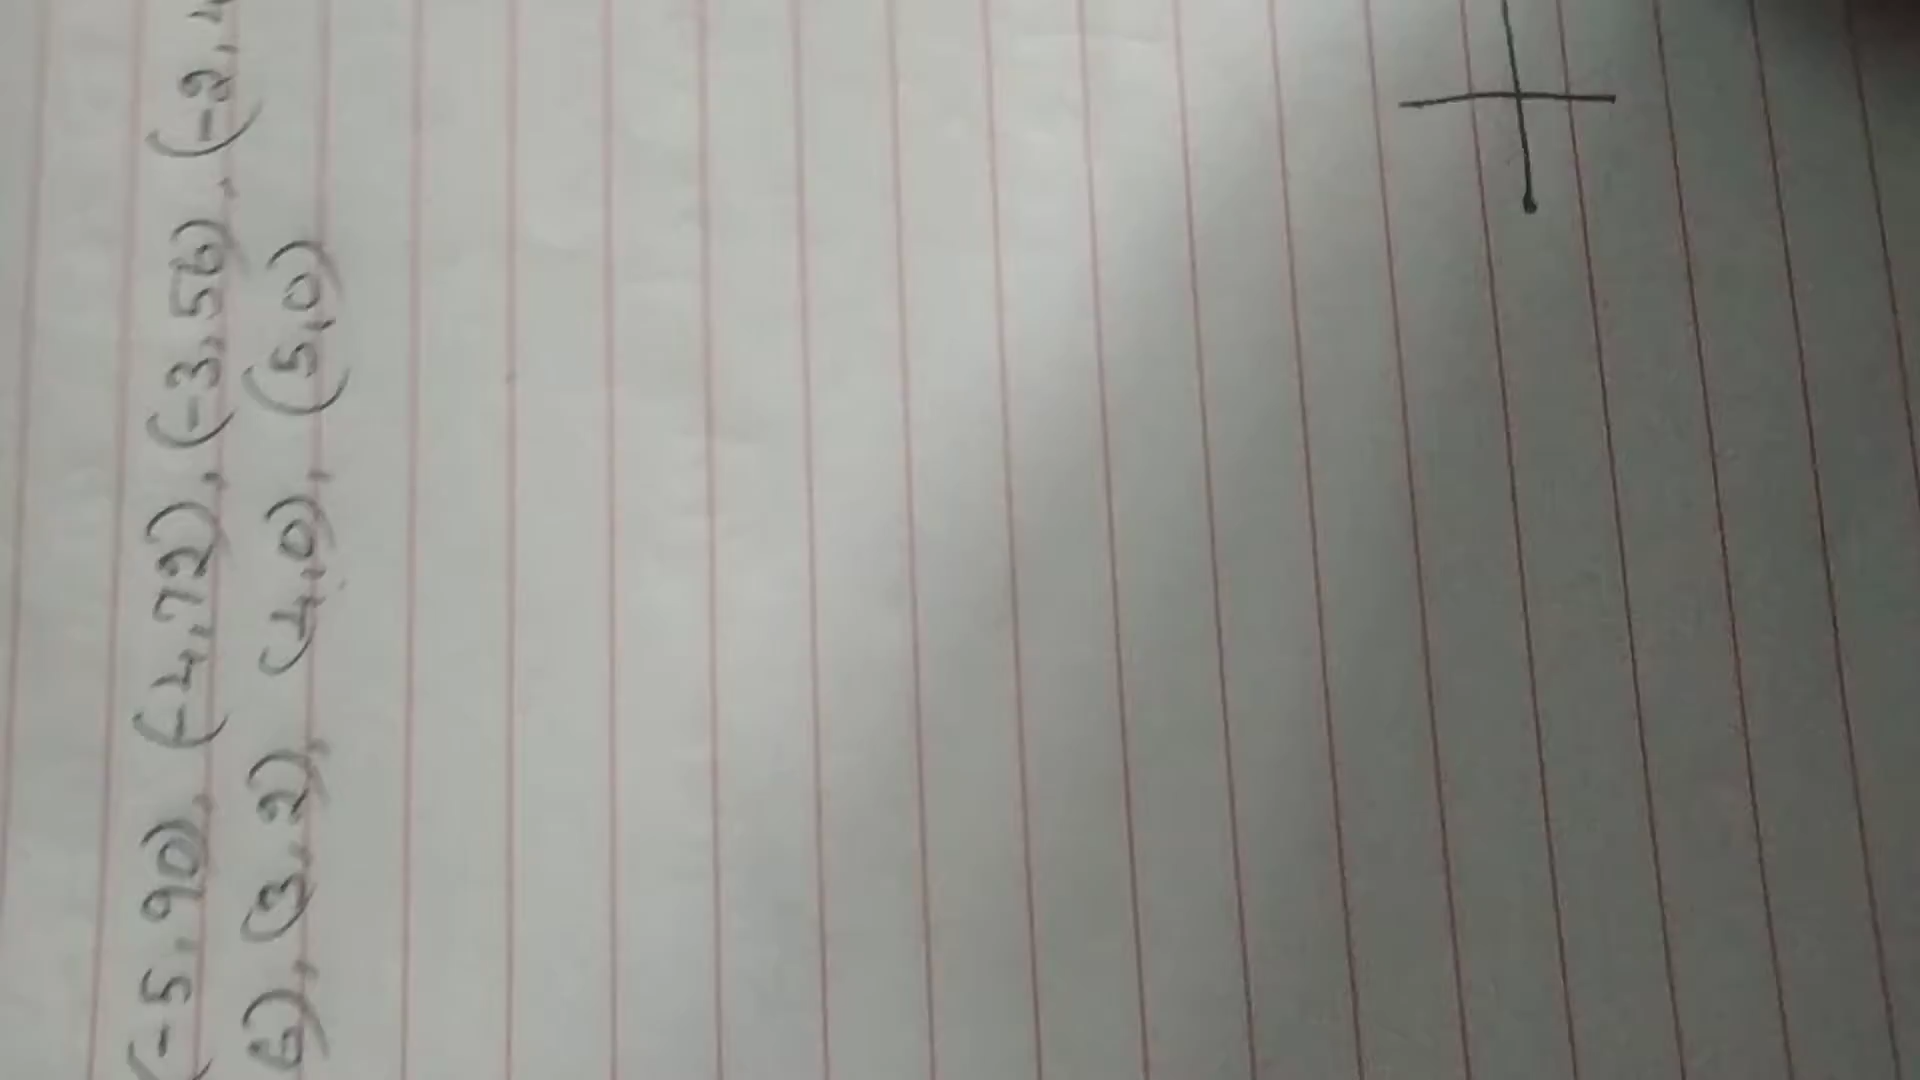 (-5,90), (-4,72), (-3,56), (-2,
6), (3,2), (4,0), (5,0)